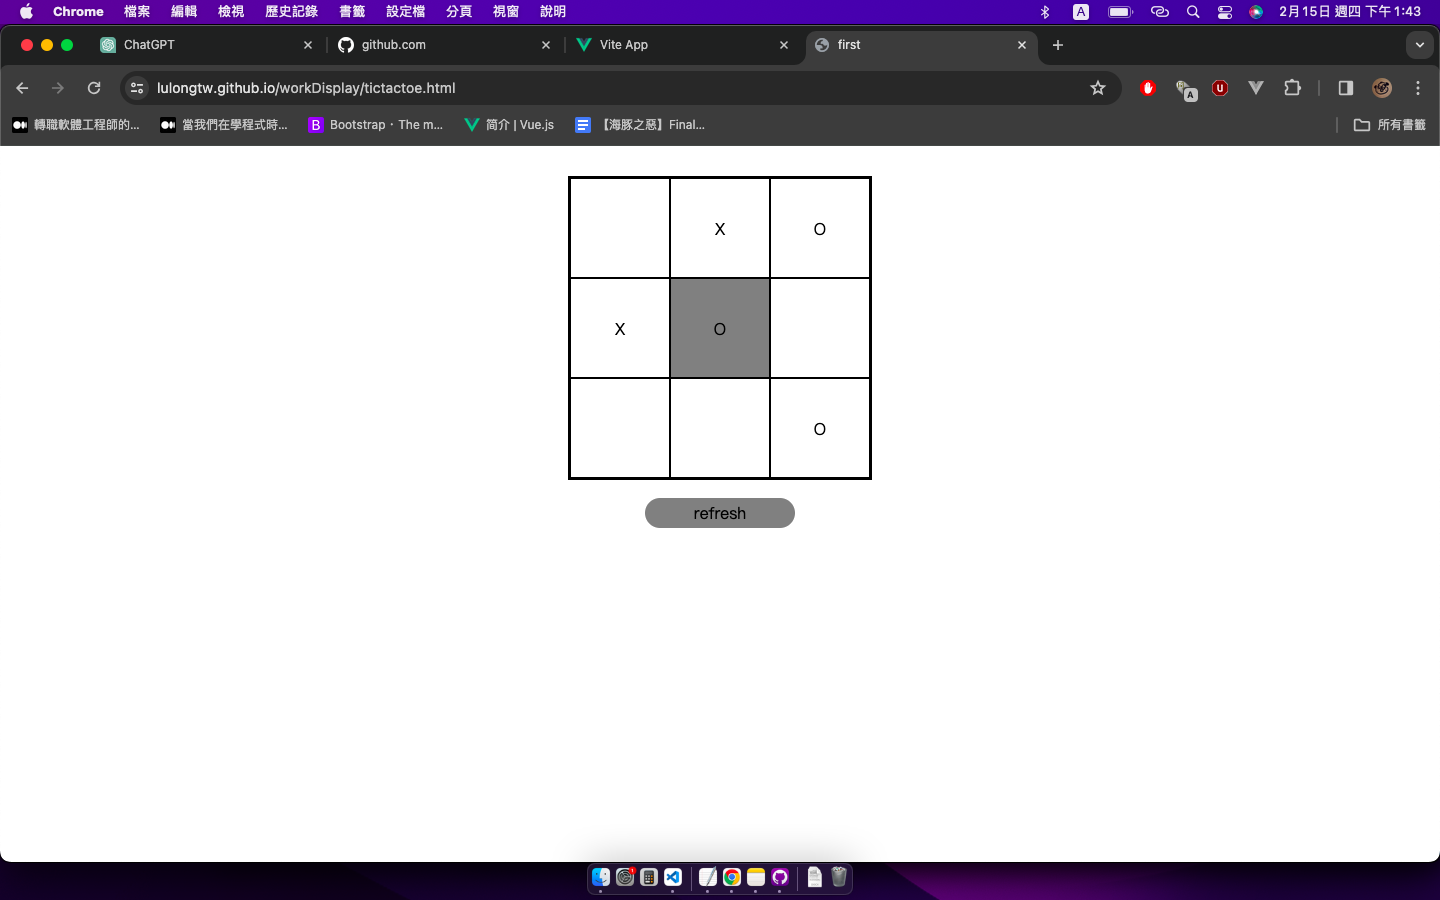 Chrome 檔案 編輯 檢視 歷史記錄 書籤 設定檔 分頁 視窗 說明 A 2月15日 週四 下午1:43
ChatGPT github.com Vite App first
lulongtw.github.io/workDisplay/tictactoe.html
轉職軟體工程師的... 當我們在學程式時... Bootstrap · The m... 简介 | Vue.js 【海豚之惡】Final... 所有書籤
X O
X O
O
refresh